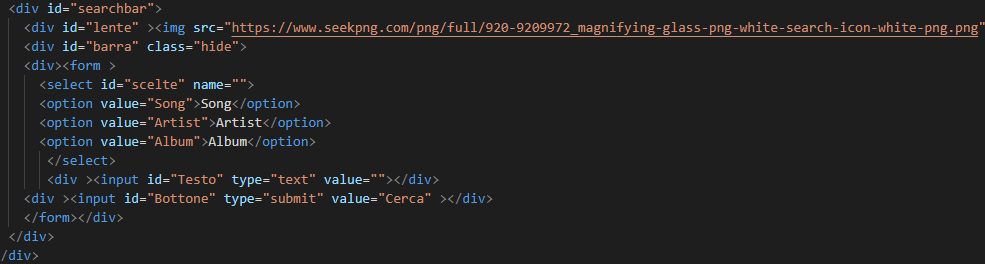 <div id="searchbar">
<div id="lente" ><img src="https://www.seekpng.com/png/full/920-9209972_magnifying-glass-png-white-search-icon-white-png.png"
<div id="barra" class="hide">
<div><form >
<select id="scelte" name="">
<option value="Song">Song</option>
<option value="Artist">Artist</option>
<option value="Album">Album</option>
</select>
<div ><input id="Testo" type="text" value=""></div>
<div ><input id="Bottone" type="submit" value="Cerca" ></div>
</form></div>
</div>
/div>